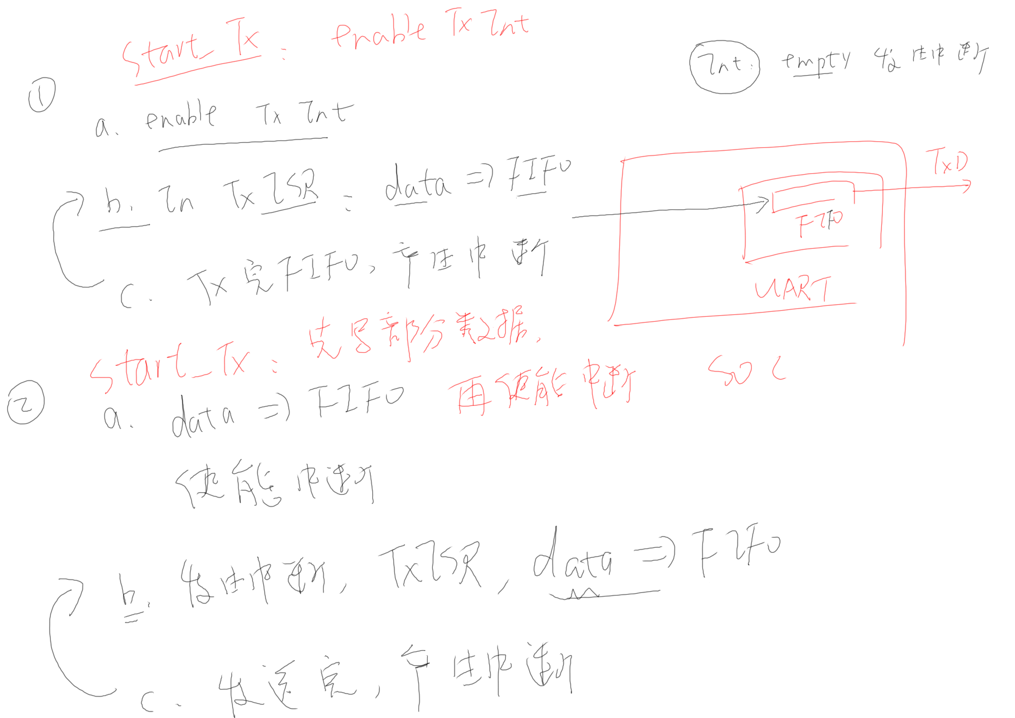 start_Tx: enable Tx Int
Int: empty 发生中断
①
a. enable Tx Int
b. In Tx ISR: data => FIFO
c. Tx完FIFO, 产生中断
TxD
FIFO
UART
SOC
start_Tx: 先写部分数据,
再使能中断
②
a. data => FIFO
使能中断
b. 发生中断, TxISR, data => FIFO
c. 发送完, 产生中断